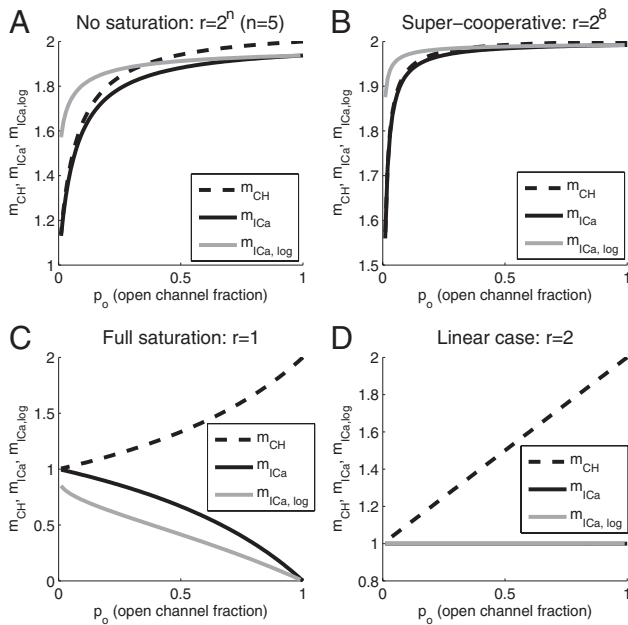 A
No saturation: r=2^n (n=5)
m_CH, m_ICa, m_ICa,log
2
1.8
1.6
1.4
1.2
1
0
0.5
1
p_o (open channel fraction)
m_CH
m_ICa
m_ICa, log
B
Super−cooperative: r=2^8
m_CH, m_ICa, m_ICa,log
2
1.9
1.8
1.7
1.6
1.5
0
0.5
1
p_o (open channel fraction)
m_CH
m_ICa
m_ICa, log
C
Full saturation: r=1
m_CH, m_ICa, m_ICa,log
2
1.5
1
0.5
0
0
0.5
1
p_o (open channel fraction)
m_CH
m_ICa
m_ICa, log
D
Linear case: r=2
m_CH, m_ICa, m_ICa,log
2
1.8
1.6
1.4
1.2
1
0.8
0
0.5
1
p_o (open channel fraction)
m_CH
m_ICa
m_ICa, log